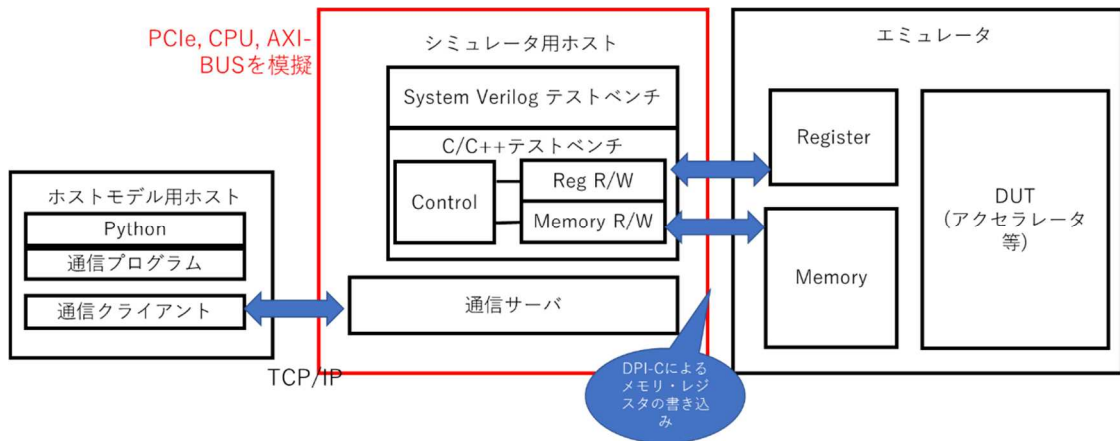 PCIe, CPU, AXI-
BUSを模擬
シミュレータ用ホスト
System Verilog テストベンチ
C/C++テストベンチ
Control
Reg R/W
Memory R/W
通信サーバ
ホストモデル用ホスト
Python
通信プログラム
通信クライアント
TCP/IP
エミュレータ
Register
Memory
DUT
(アクセラレータ
等)
DPI-Cによる
メモリ・レジ
スタの書き込
み